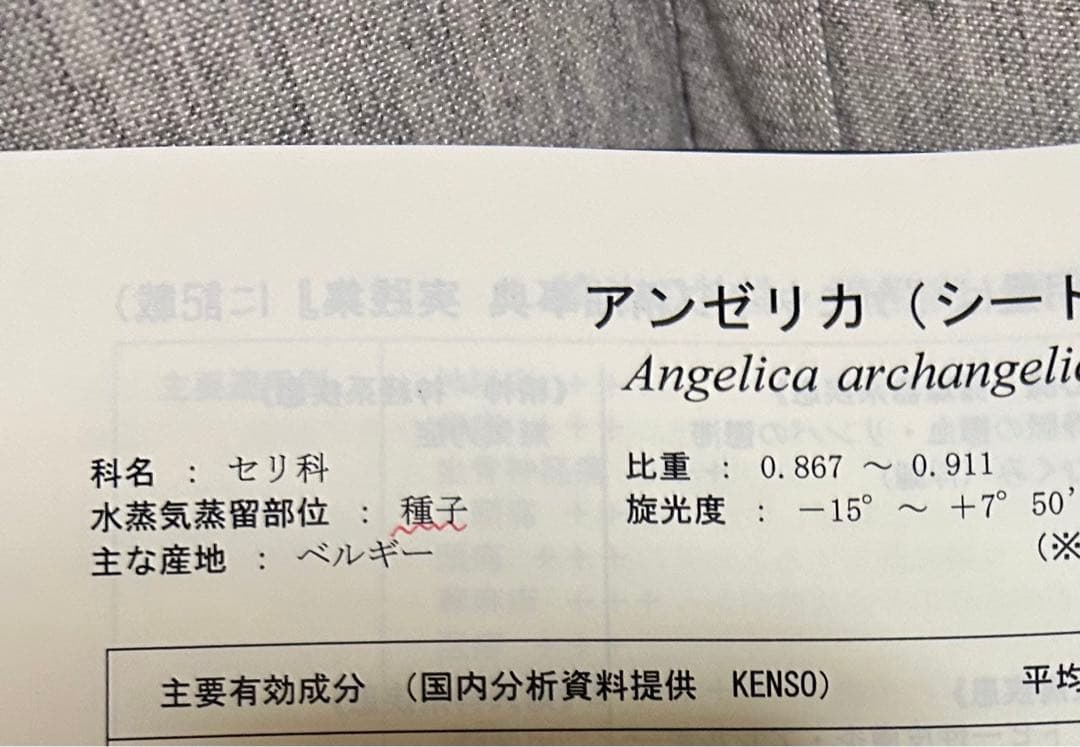 アンゼリカ（シート
Angelica archangelic
科名 ： セリ科
比重 ： 0.867 ～ 0.911
水蒸気蒸留部位 ： 種子
旋光度 ： －15° ～ ＋7° 50'
主な産地 ： ベルギー
（※
主要有効成分 （国内分析資料提供 KENSO）
平均